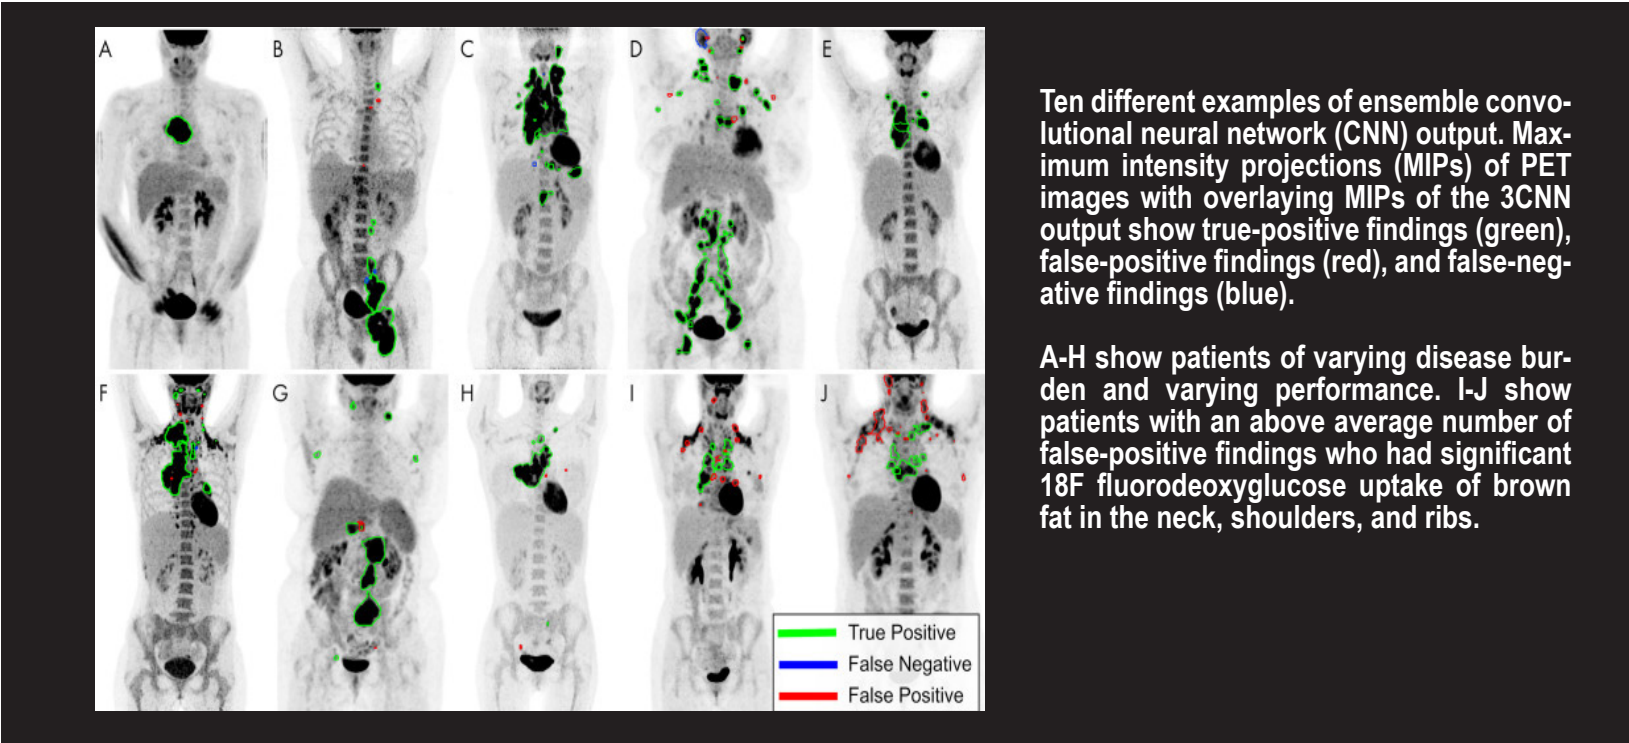 A
B
C
D
E
F
G
H
I
J
True Positive
False Negative
False Positive
Ten different examples of ensemble convo-
lutional neural network (CNN) output. Max-
imum intensity projections (MIPs) of PET
images with overlaying MIPs of the 3CNN
output show true-positive findings (green),
false-positive findings (red), and false-neg-
ative findings (blue).
A-H show patients of varying disease bur-
den and varying performance. I-J show
patients with an above average number of
false-positive findings who had significant
18F fluorodeoxyglucose uptake of brown
fat in the neck, shoulders, and ribs.